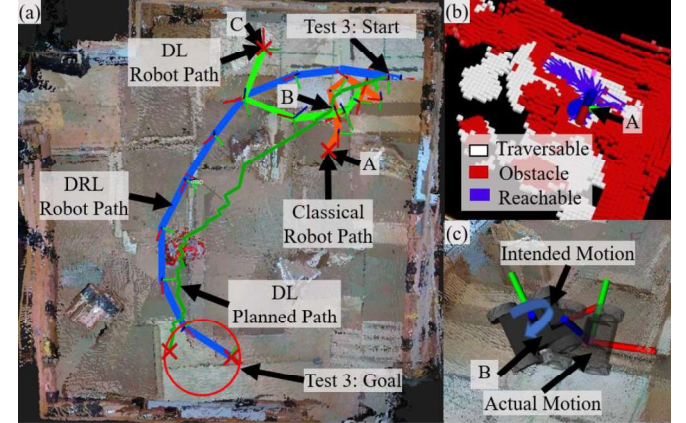 (a)
C
DL
Robot Path
Test 3: Start
B
A
DRL
Robot Path
Classical
Robot Path
DL
Planned Path
Test 3: Goal
(b)
A
Traversable
Obstacle
Reachable
(c)
Intended Motion
B
Actual Motion